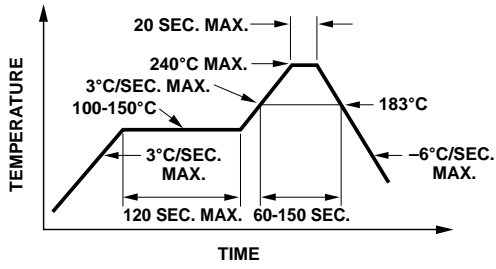 20 SEC. MAX.
240°C MAX.
3°C/SEC. MAX.
100-150°C
183°C
3°C/SEC.
MAX.
–6°C/SEC.
MAX.
120 SEC. MAX.
60-150 SEC.
TEMPERATURE
TIME